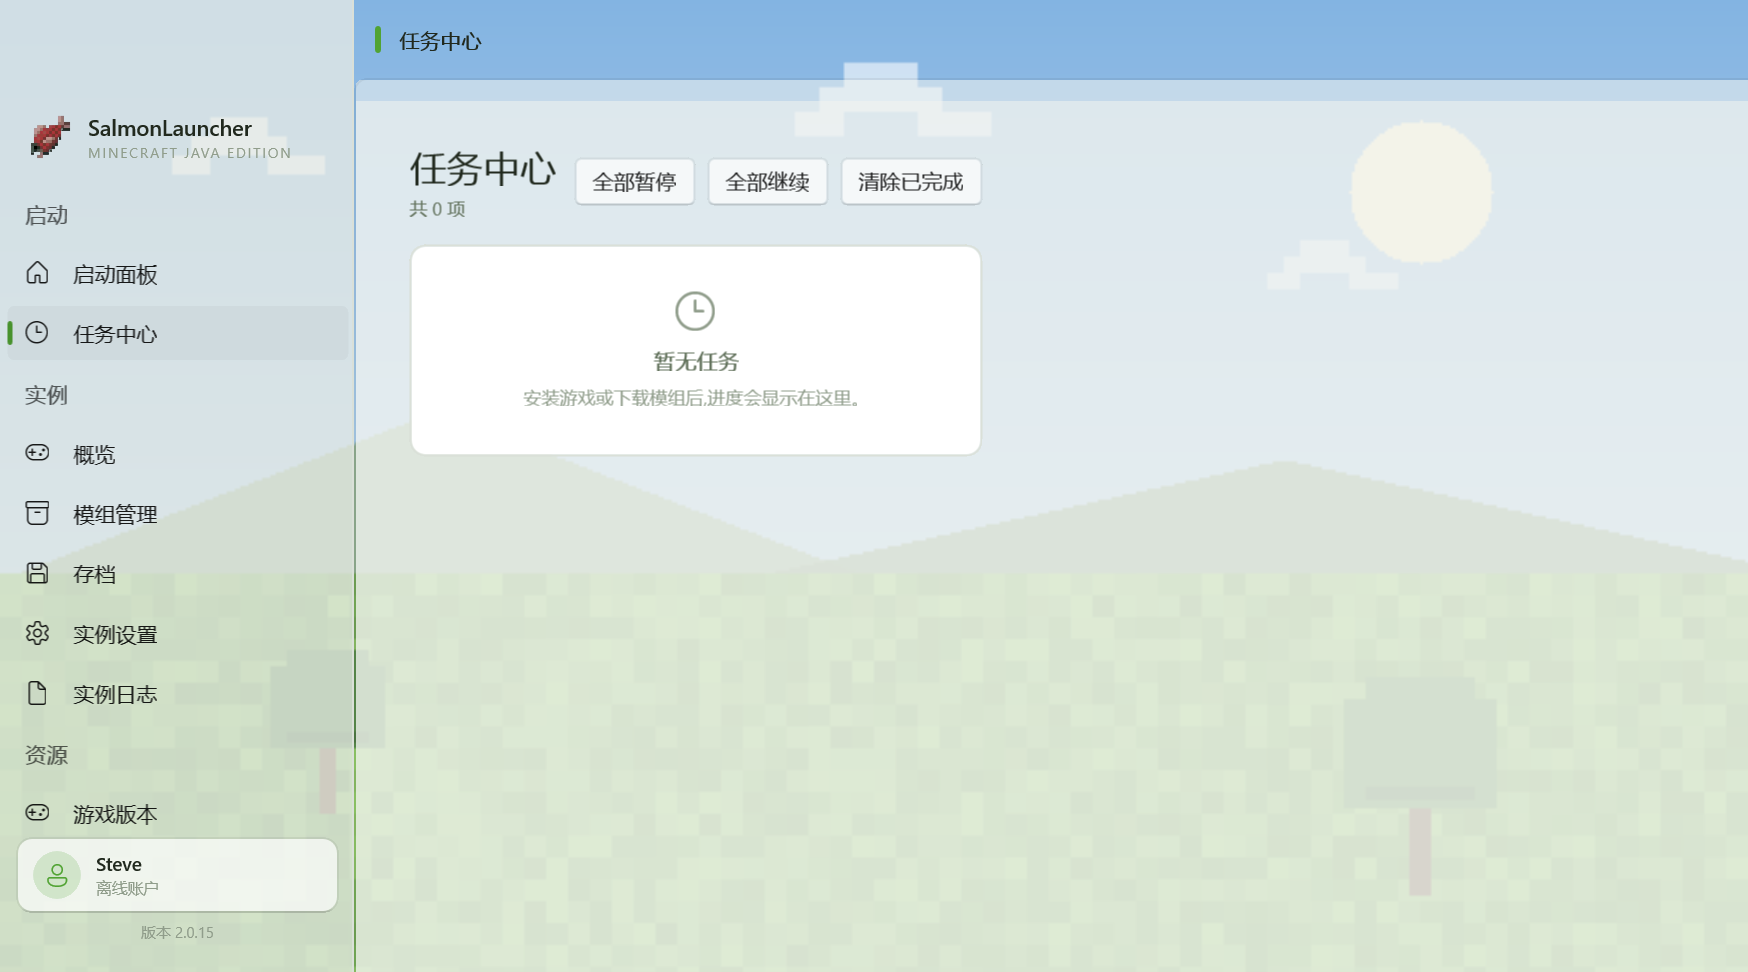 SalmonLauncher
MINECRAFT JAVA EDITION
启动
启动面板
任务中心
实例
概览
模组管理
存档
实例设置
实例日志
资源
游戏版本
Steve
离线账户
版本 2.0.15
任务中心
任务中心
共 0 项
全部暂停
全部继续
清除已完成
暂无任务
安装游戏或下载模组后,进度会显示在这里。